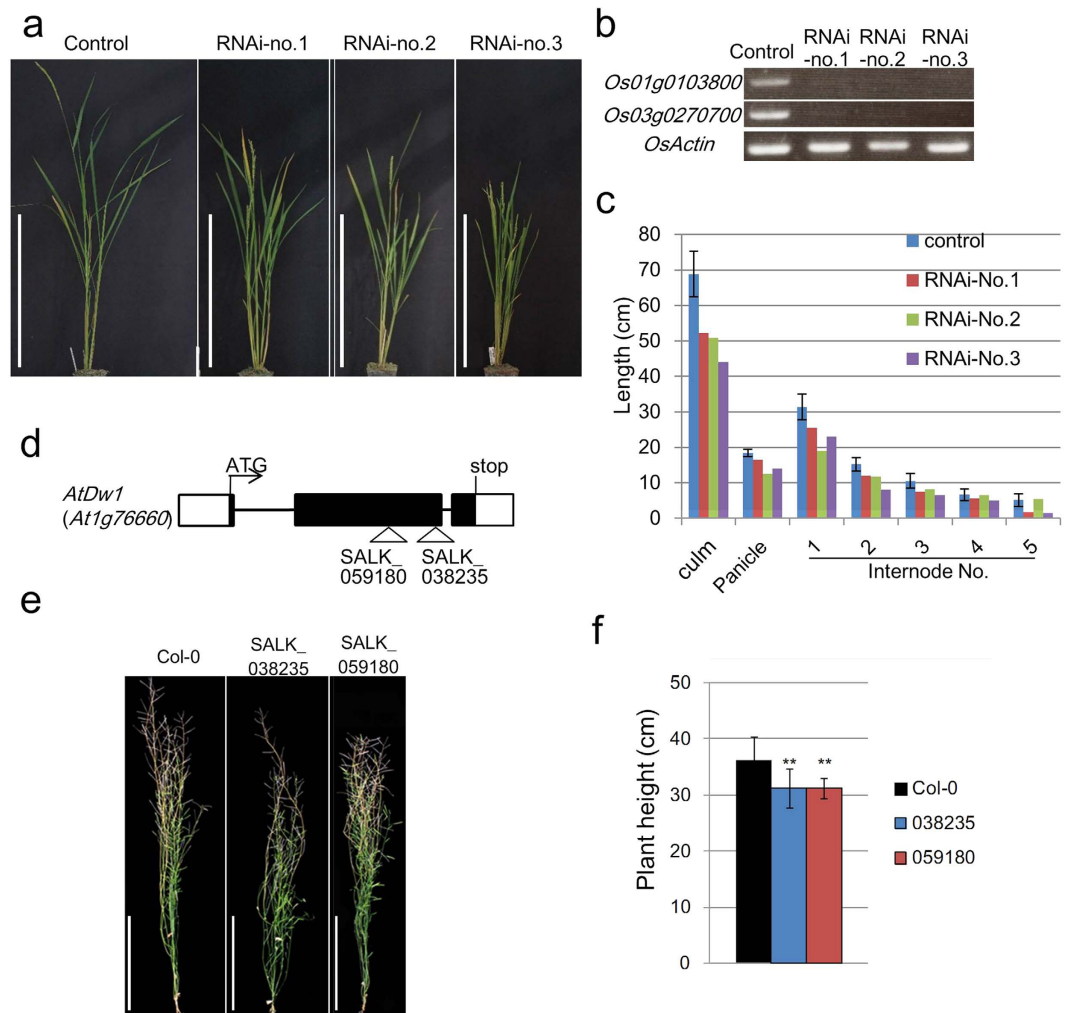 a
Control
RNAi-no.1
RNAi-no.2
RNAi-no.3
b
Control
RNAi
-no.1
RNAi
-no.2
RNAi
-no.3
Os01g0103800
Os03g0270700
OsActin
c
Length (cm)
80
70
60
50
40
30
20
10
0
control
RNAi-No.1
RNAi-No.2
RNAi-No.3
culm
Panicle
1
2
3
4
5
Internode No.
d
AtDw1
(At1g76660)
ATG
stop
SALK_
059180
SALK_
038235
e
Col-0
SALK_
038235
SALK_
059180
f
Plant height (cm)
50
40
30
20
10
0
**
**
Col-0
038235
059180